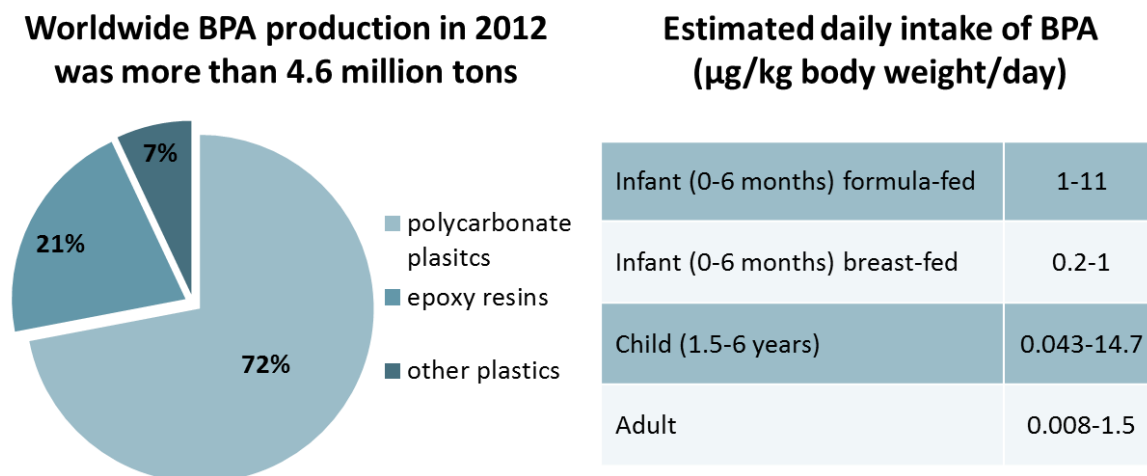 Worldwide BPA production in 2012
was more than 4.6 million tons
7%
21%
72%
polycarbonate
plasitcs
epoxy resins
other plastics
Estimated daily intake of BPA
(µg/kg body weight/day)
Infant (0-6 months) formula-fed 1-11
Infant (0-6 months) breast-fed 0.2-1
Child (1.5-6 years) 0.043-14.7
Adult 0.008-1.5